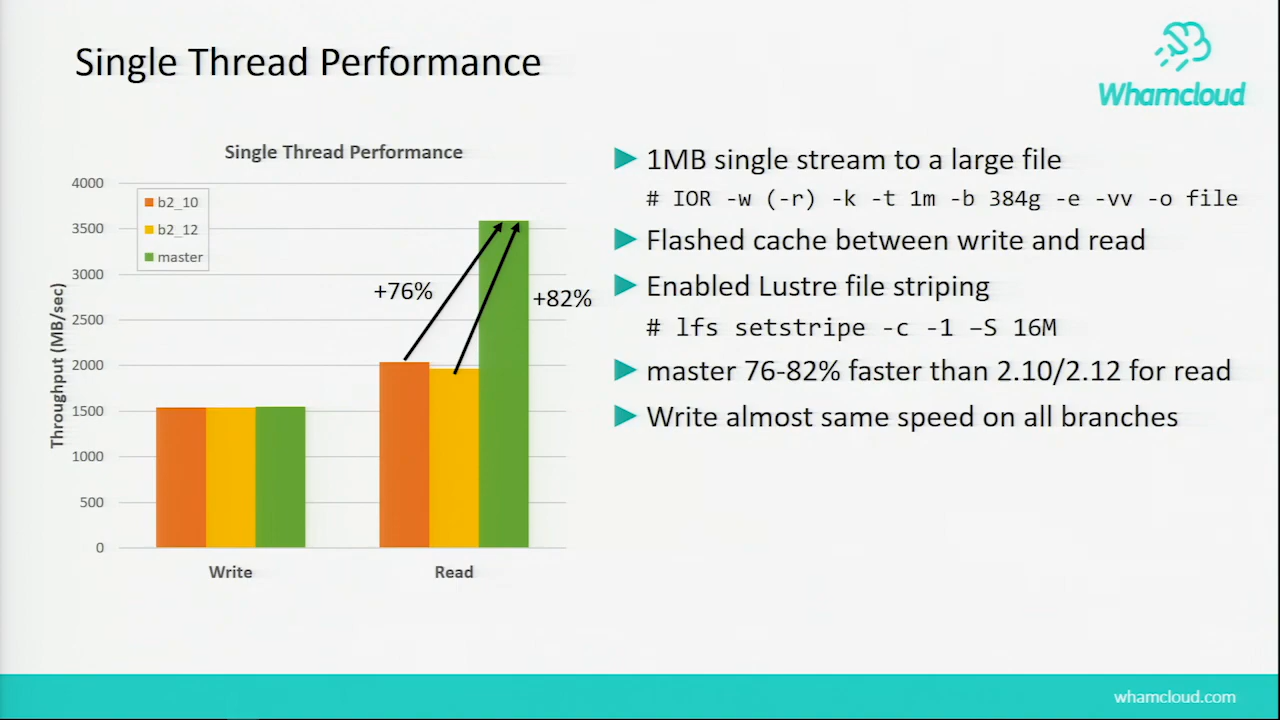 Single Thread Performance
Whamcloud
Single Thread Performance
Throughput (MB/sec)
4000
3500
3000
2500
2000
1500
1000
500
0
b2_10
b2_12
master
+76%
+82%
Write
Read
1MB single stream to a large file
# IOR -w (-r) -k -t 1m -b 384g -e -vv -o file
Flashed cache between write and read
Enabled Lustre file striping
# lfs setstripe -c -1 –S 16M
master 76-82% faster than 2.10/2.12 for read
Write almost same speed on all branches
whamcloud.com